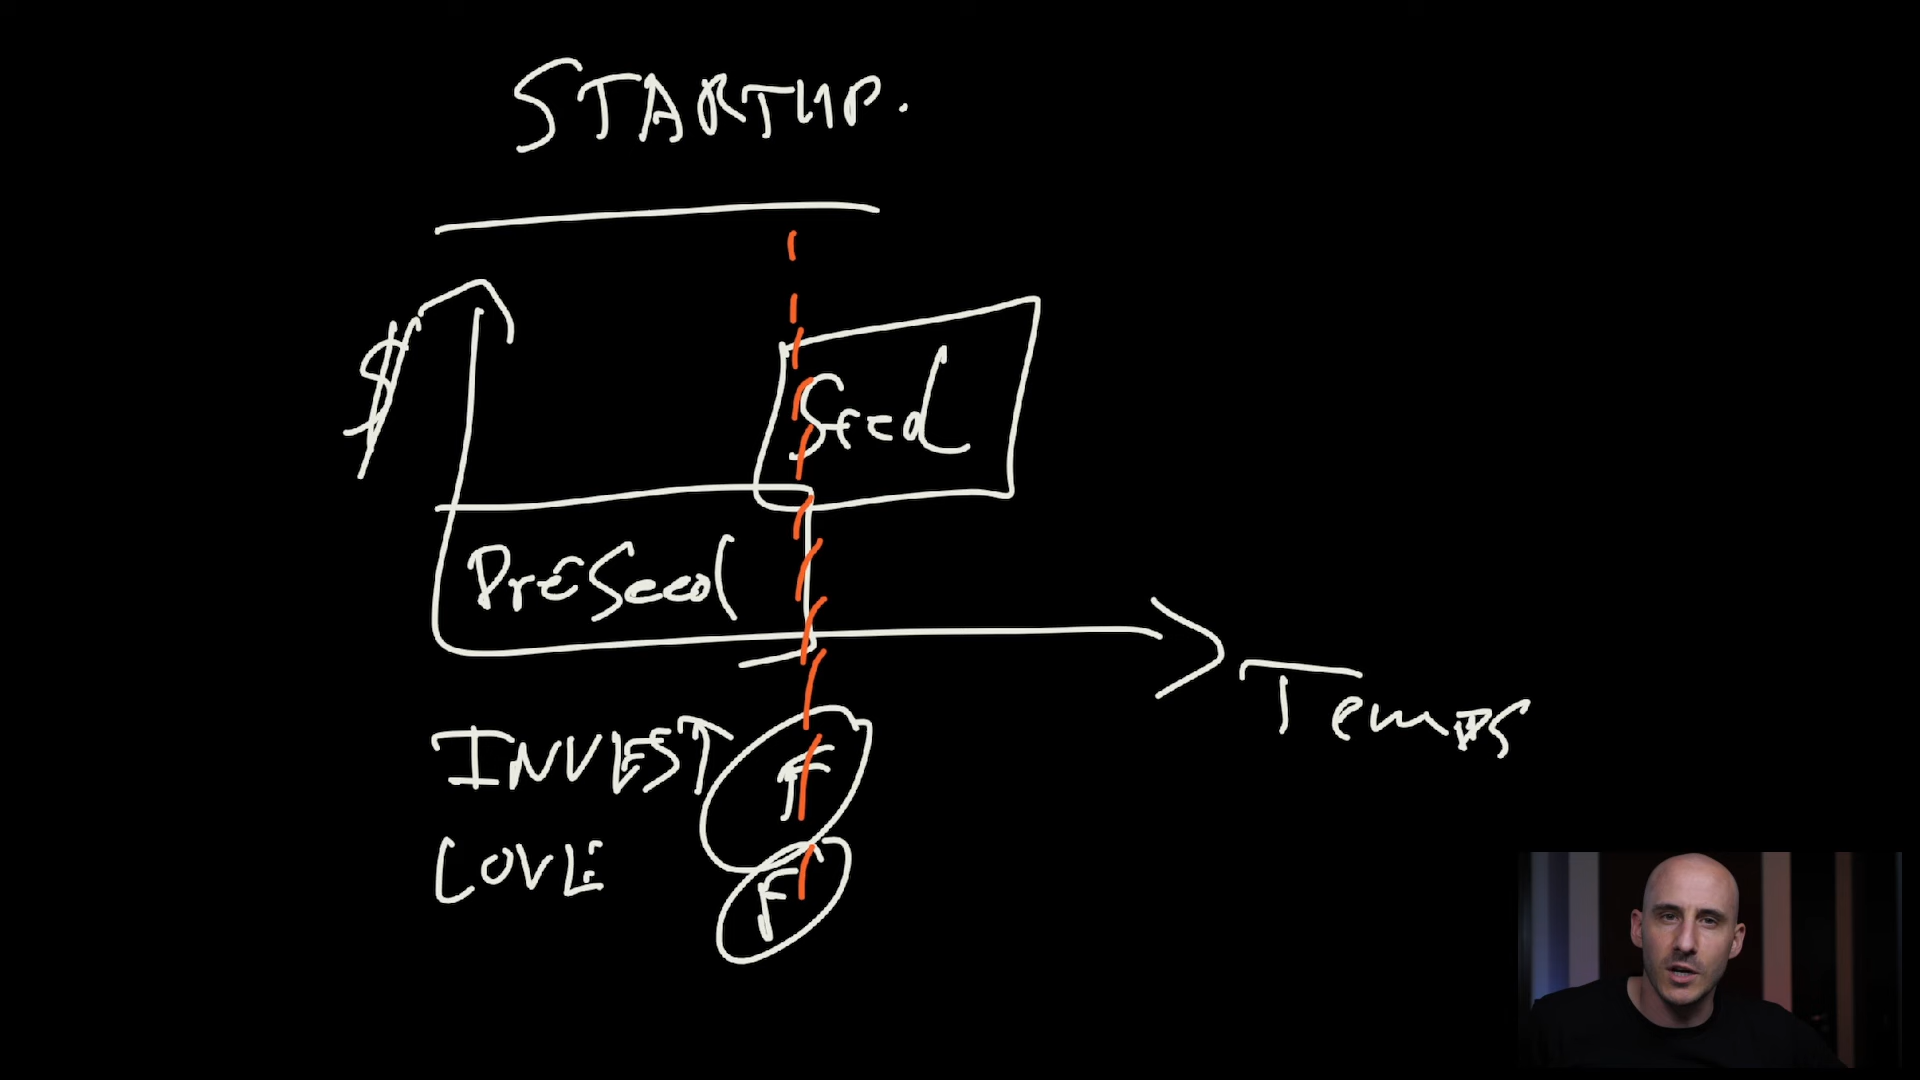 STARTUP.
$
Seed
PreSeed
Temps
INVEST F
LOVE F